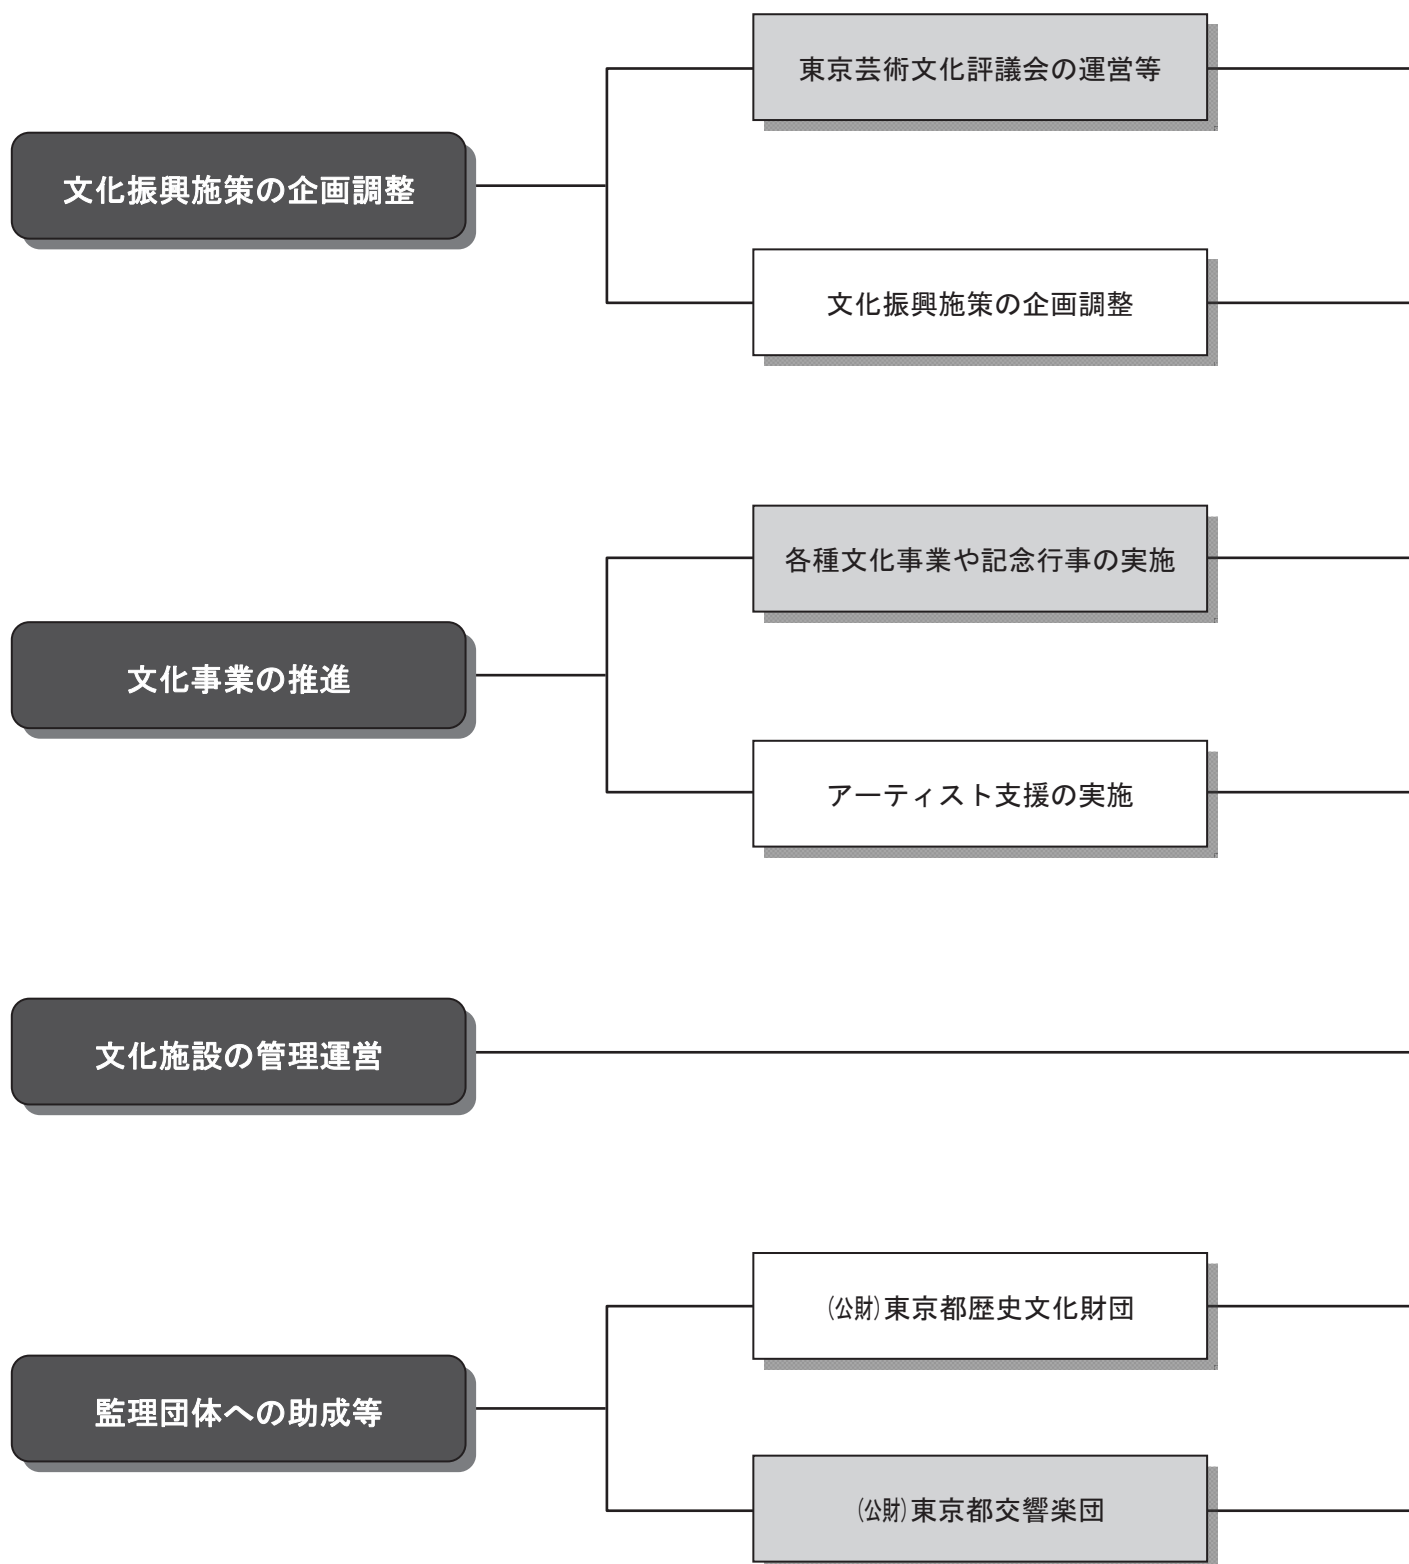 東京芸術文化評議会の運営等
文化振興施策の企画調整
文化振興施策の企画調整
各種文化事業や記念行事の実施
文化事業の推進
アーティスト支援の実施
文化施設の管理運営
(公財)東京都歴史文化財団
監理団体への助成等
(公財)東京都交響楽団